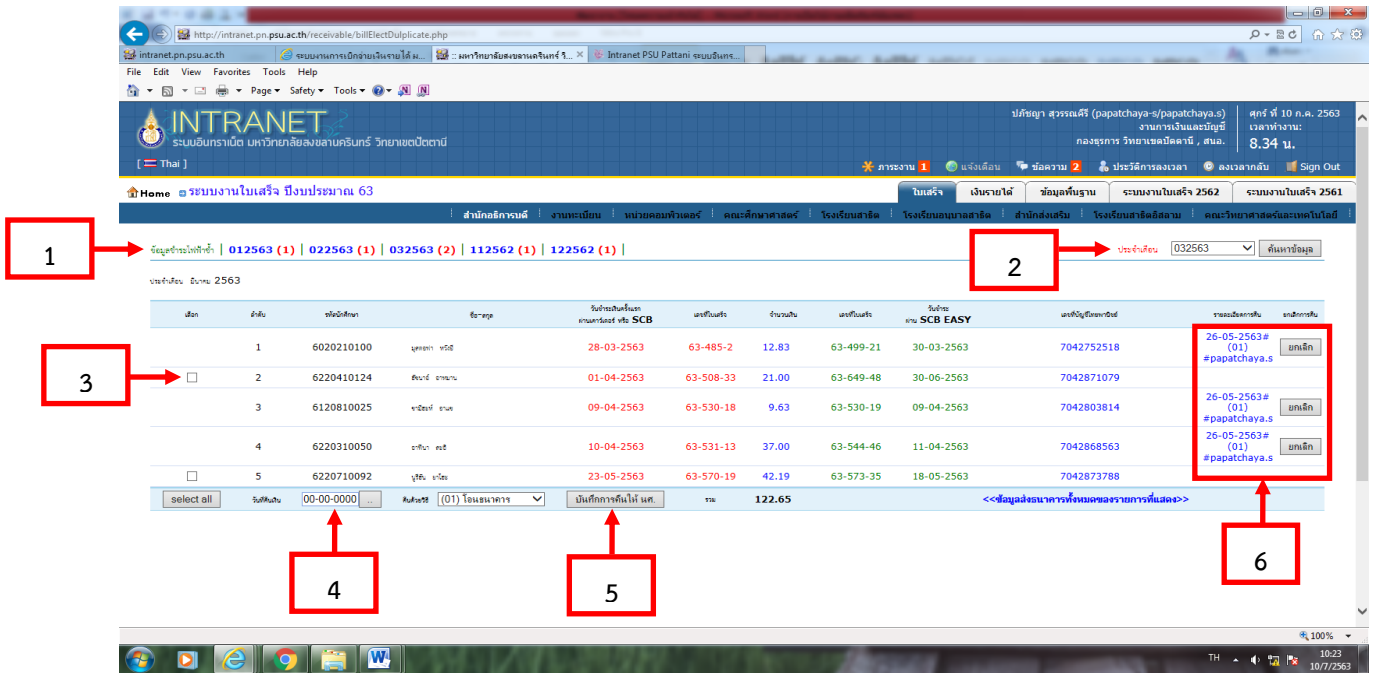 http://intranet.pn.psu.ac.th/receivable/billElectDulplicate.php
intranet.pn.psu.ac.th ระบบงานการเบิกจ่ายเงินรายได้ ม... :: มหาวิทยาลัยสงขลานครินทร์ วิ... Intranet PSU Pattani ระบบอินทร...
File Edit View Favorites Tools Help
Page Safety Tools
INTRANET
ระบบอินทราเน็ต มหาวิทยาลัยสงขลานครินทร์ วิทยาเขตปัตตานี
[ Thai ]
ปภัชญา สุวรรณคีรี (papatchaya-s/papatchaya.s)
งานการเงินและบัญชี
กองธุรการ วิทยาเขตปัตตานี , สนอ.
ศุกร์ ที่ 10 ก.ค. 2563
เวลาทำงาน:
8.34 น.
ภาระงาน 1 แจ้งเตือน ข้อความ 2 ประวัติการลงเวลา ลงเวลากลับ Sign Out
Home ระบบงานใบเสร็จ ปีงบประมาณ 63
ใบเสร็จ เงินรายได้ ข้อมูลพื้นฐาน ระบบงานใบเสร็จ 2562 ระบบงานใบเสร็จ 2561
สำนักอธิการบดี งานทะเบียน หน่วยคอมพิวเตอร์ คณะศึกษาศาสตร์ โรงเรียนสาธิต โรงเรียนอนุบาลสาธิต สำนักส่งเสริม โรงเรียนสาธิตอิสลาม คณะวิทยาศาสตร์และเทคโนโลยี
1
ข้อมูลชำระไฟฟ้าซ้ำ | 012563 (1) | 022563 (1) | 032563 (2) | 112562 (1) | 122562 (1) |
2
ประจำเดือน 032563 ค้นหาข้อมูล
ประจำเดือน มีนาคม 2563
เลือก ลำดับ รหัสนักศึกษา ชื่อ-สกุล วันชำระเงินครั้งแรก ผ่านเคาร์เตอร์ หรือ SCB เลขที่ใบเสร็จ จำนวนเงิน เลขที่ใบเสร็จ วันชำระ ผ่าน SCB EASY เลขที่บัญชีไทยพาณิชย์ รายละเอียดการคืน ยกเลิกการคืน
1 6020210100 28-03-2563 63-485-2 12.83 63-499-21 30-03-2563 7042752518 26-05-2563# (01) #papatchaya.s ยกเลิก
3
2 6220410124 01-04-2563 63-508-33 21.00 63-649-48 30-06-2563 7042871079
3 6120810025 09-04-2563 63-530-18 9.63 63-530-19 09-04-2563 7042803814 26-05-2563# (01) #papatchaya.s ยกเลิก
4 6220310050 10-04-2563 63-531-13 37.00 63-544-46 11-04-2563 7042868563 26-05-2563# (01) #papatchaya.s ยกเลิก
5 6220710092 23-05-2563 63-570-19 42.19 63-573-35 18-05-2563 7042873788
select all วันที่คืนเงิน 00-00-0000 .. คืนด้วยวิธี (01) โอนธนาคาร บันทึกการคืนให้ นศ. รวม 122.65 <<ข้อมูลส่งธนาคารทั้งหมดของรายการที่แสดง>>
4
5
6
100%
TH 10:23
10/7/2563